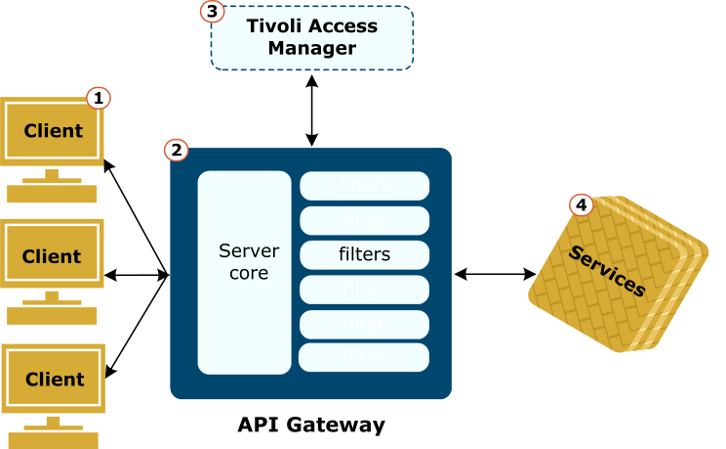 3
Tivoli Access
Manager
1
Client
2
filters
filter
Server
core
filters
filter
filter
filter
Client
Client
4
Services
API Gateway